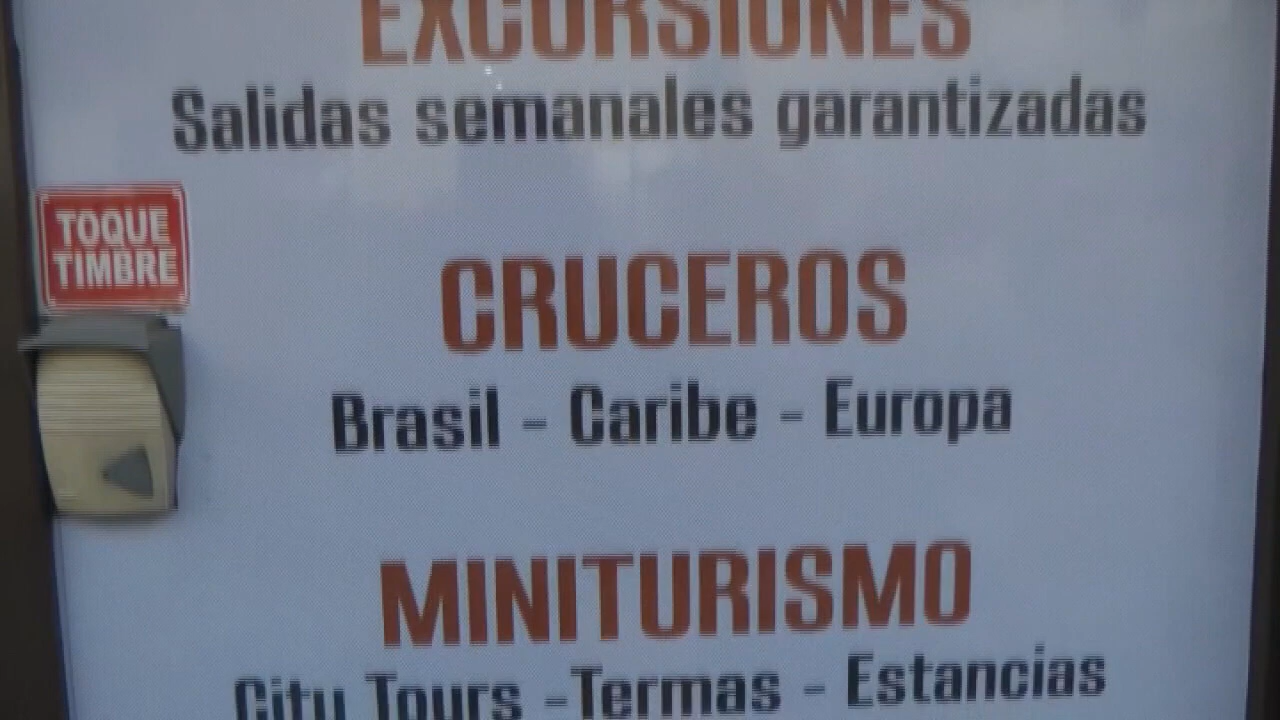 EXCURSIONES
Salidas semanales garantizadas
TOQUE
TIMBRE
CRUCEROS
Brasil - Caribe - Europa
MINITURISMO
City Tours -Termas - Estancias